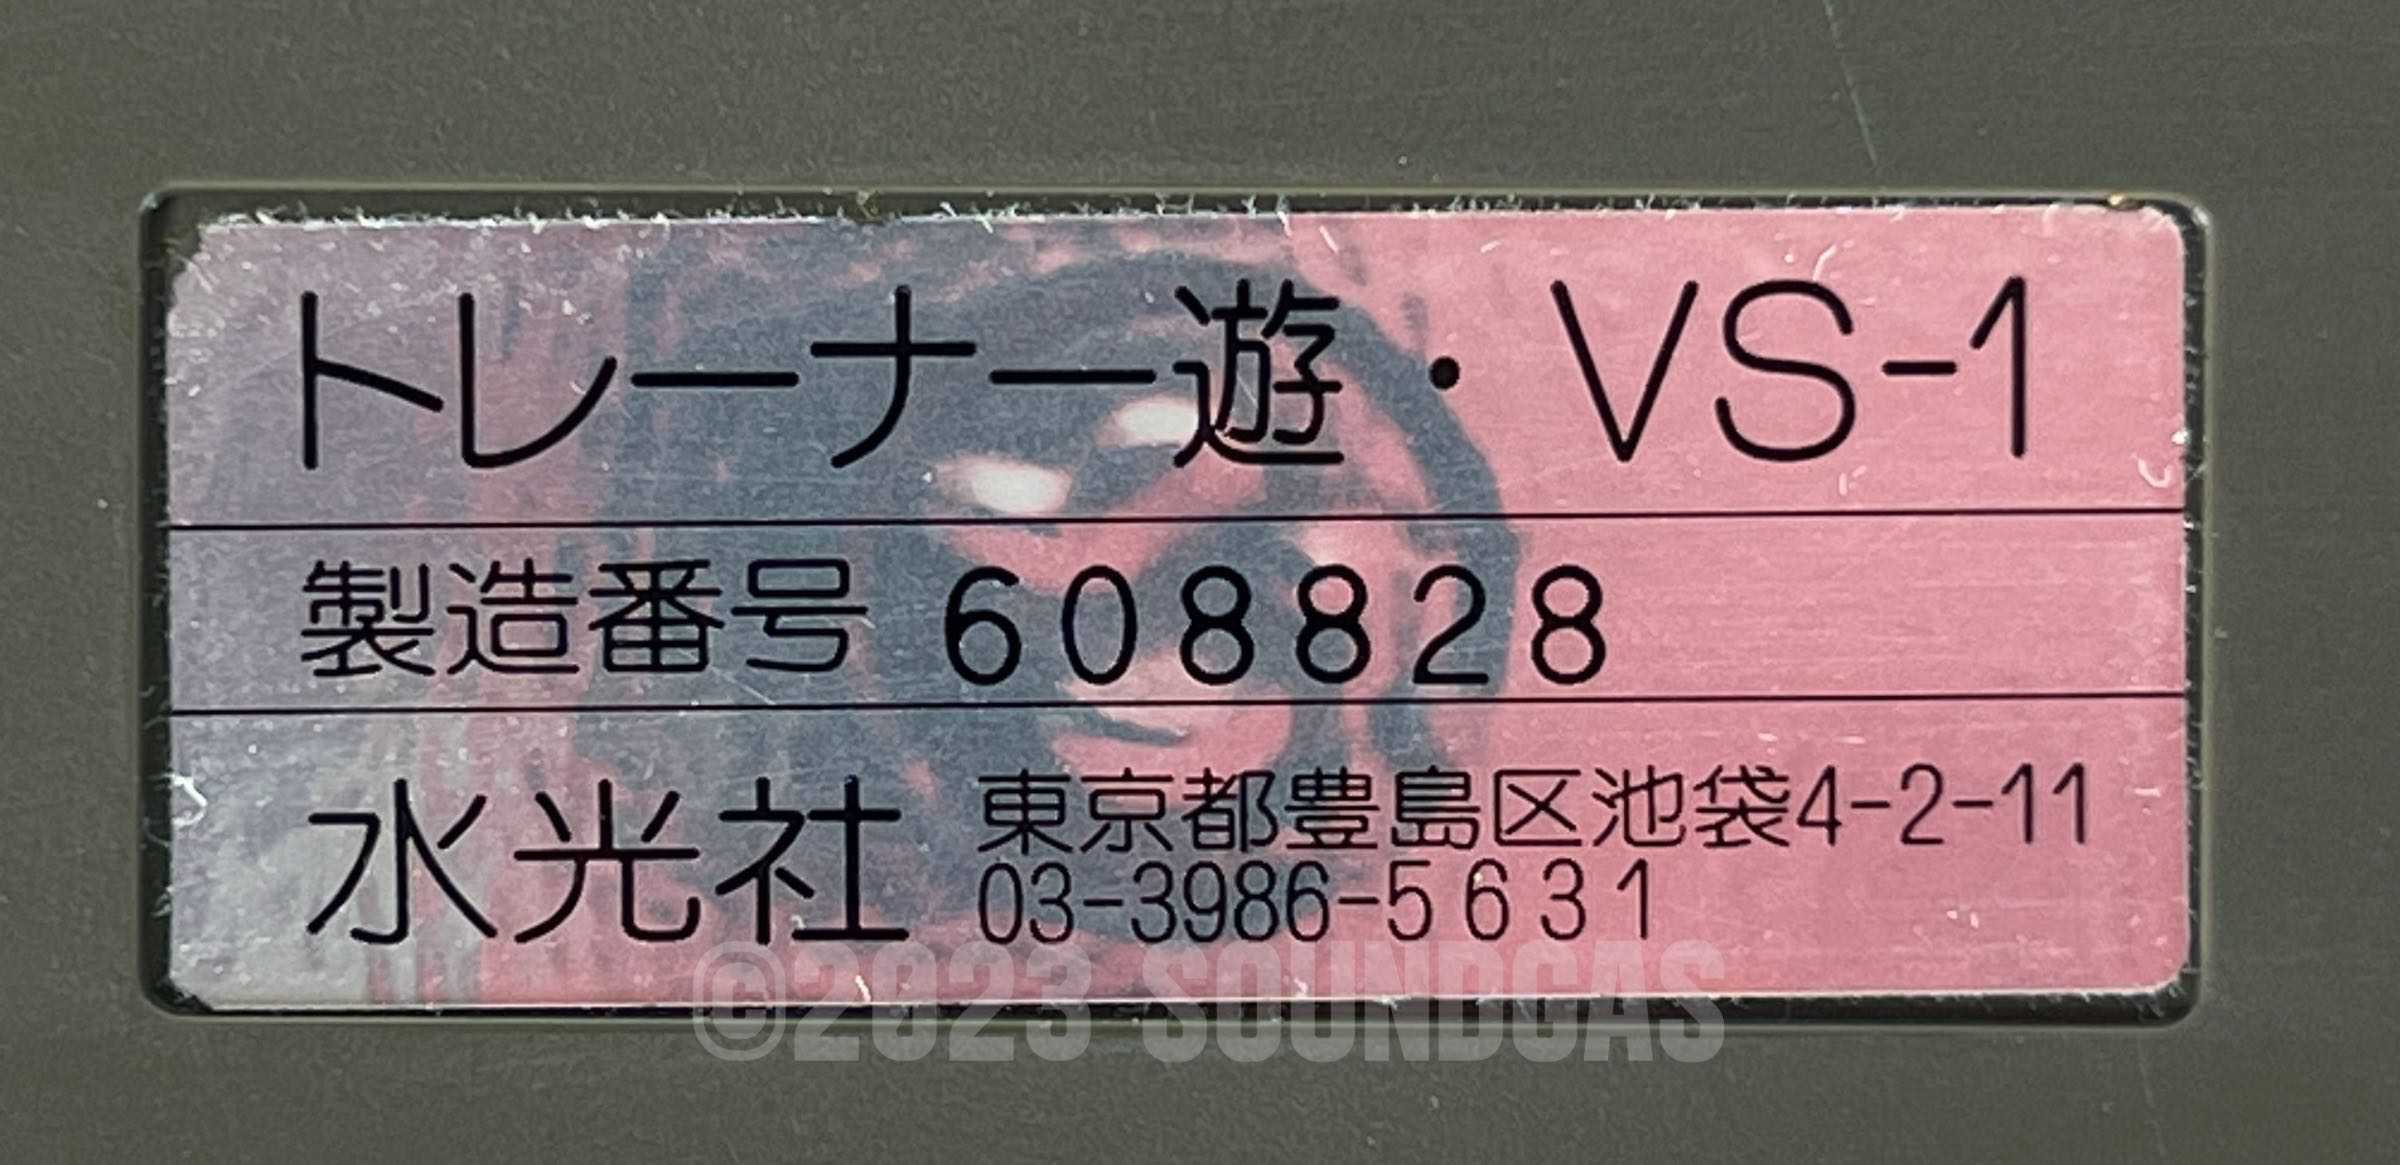 トレーナー遊・VS-1
製造番号 608828
水光社 東京都豊島区池袋4-2-11
03-3986-5631
©2023 SOUNDGAS